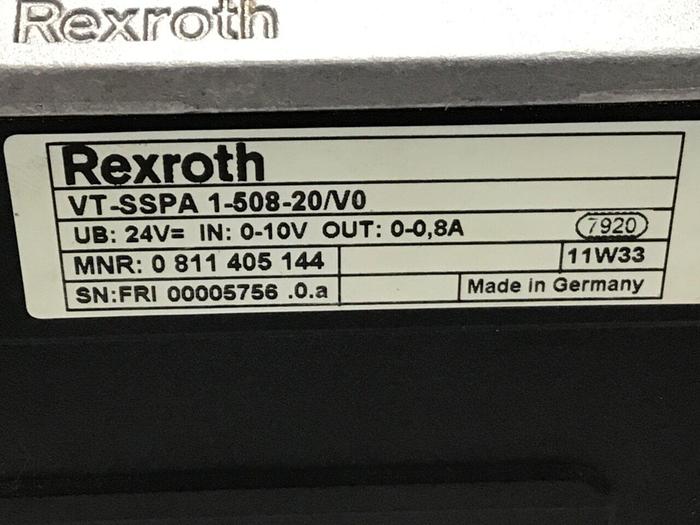 Rexroth
Rexroth
VT-SSPA 1-508-20/V0
UB: 24V= IN: 0-10V OUT: 0-0,8A 7920
MNR: 0 811 405 144 11W33
SN:FRI 00005756 .0.a Made in Germany